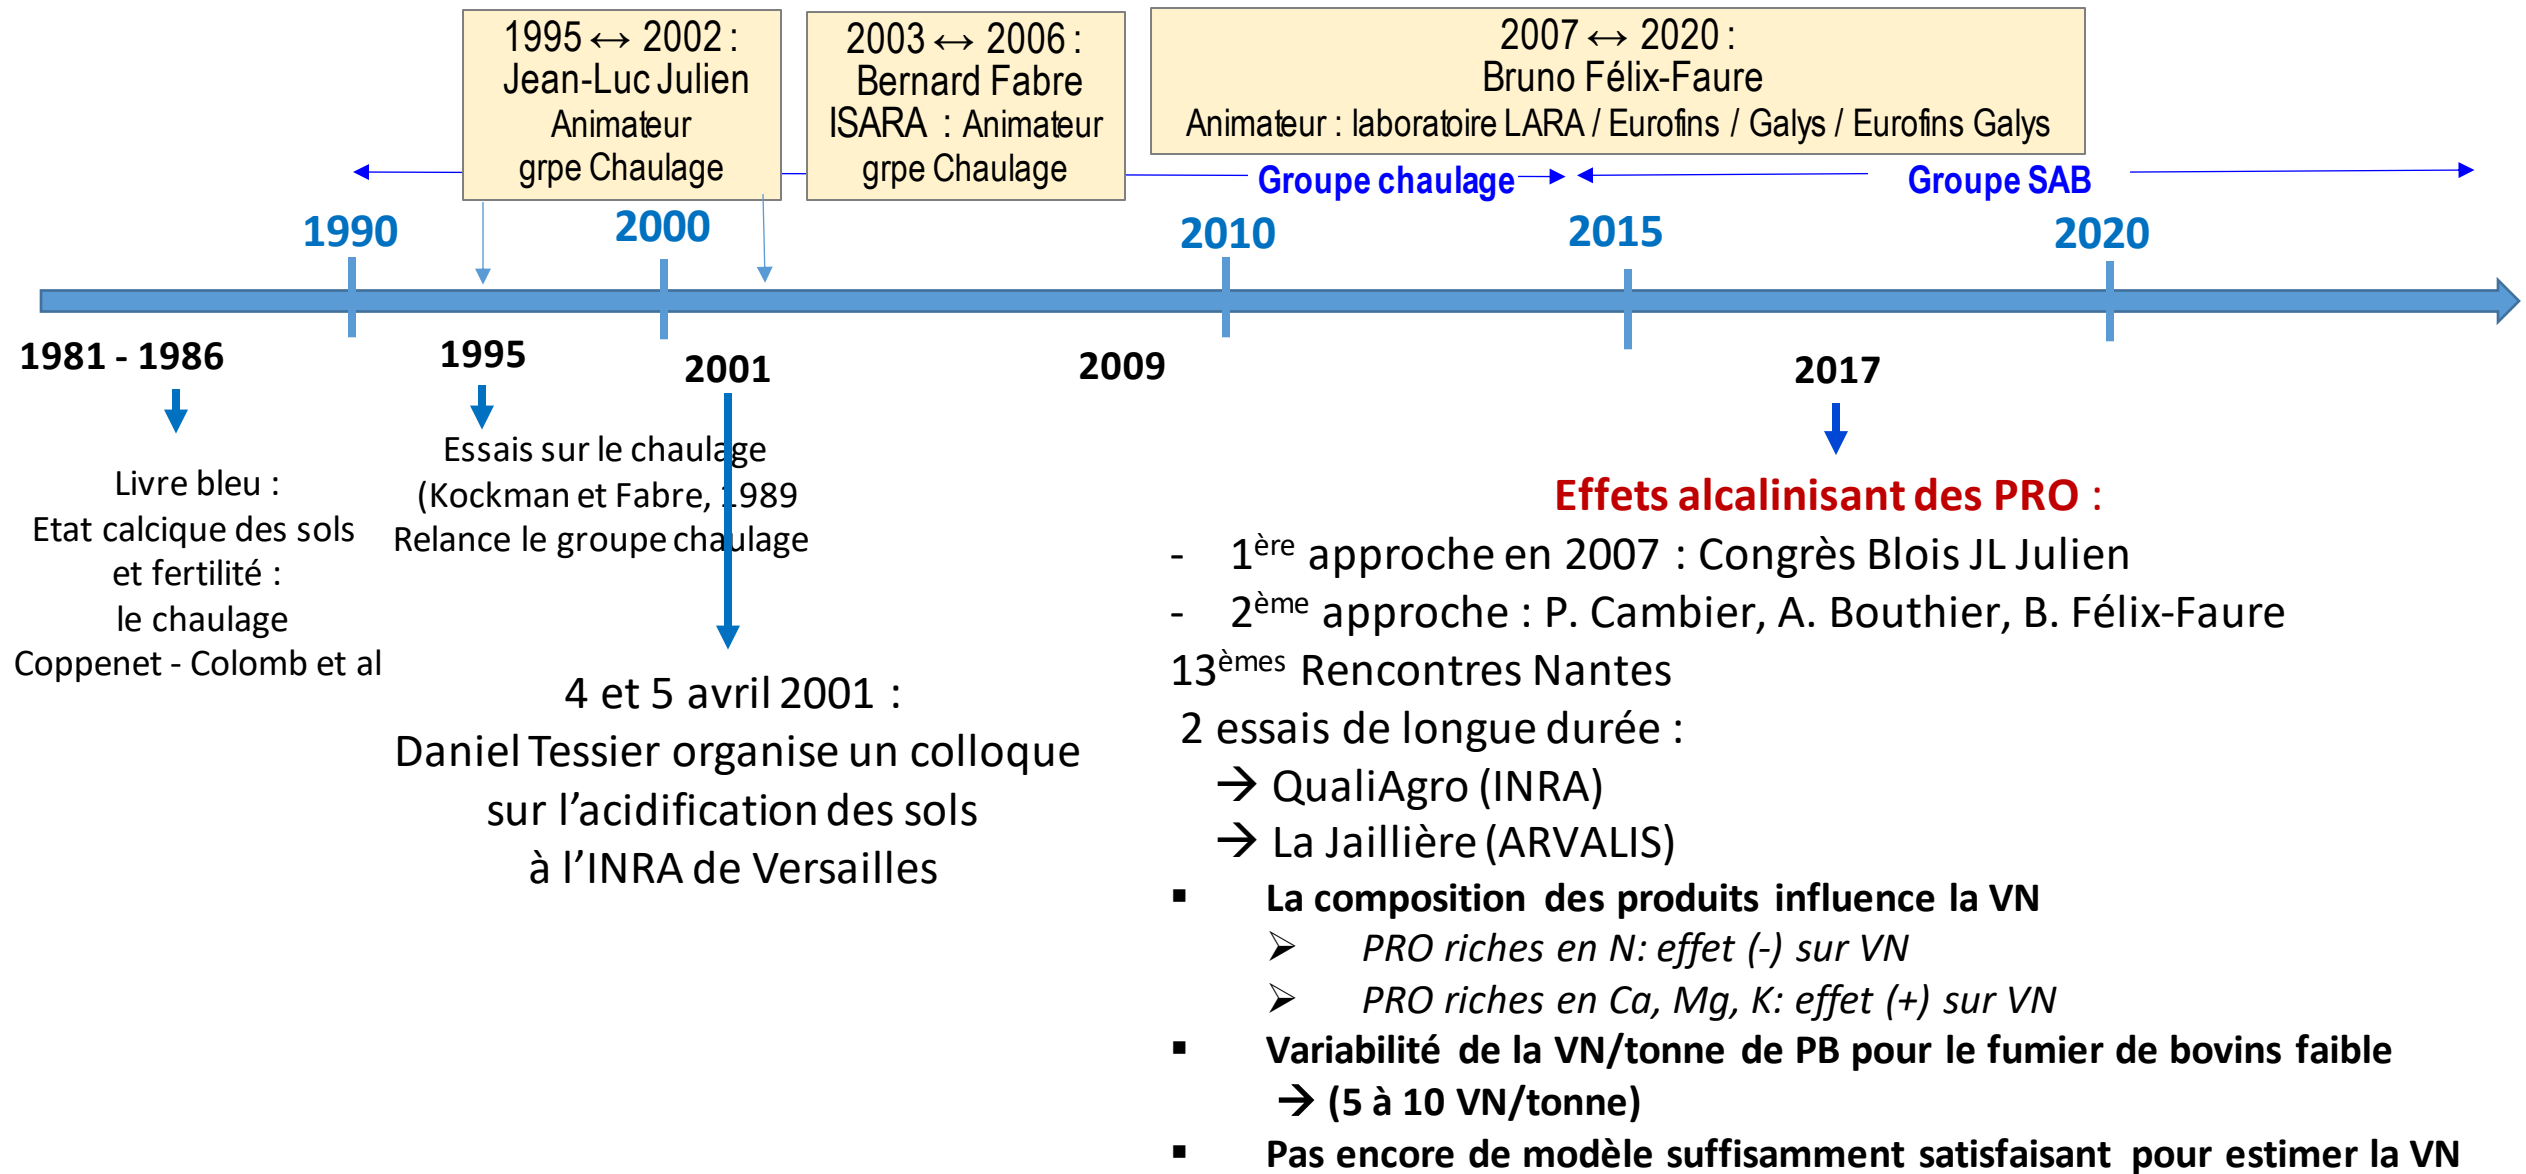 1995 ↔ 2002 :
Jean-Luc Julien
Animateur
grpe Chaulage
2003 ↔ 2006 :
Bernard Fabre
ISARA : Animateur
grpe Chaulage
2007 ↔ 2020 :
Bruno Félix-Faure
Animateur : laboratoire LARA / Eurofins / Galys / Eurofins Galys
Groupe chaulage
Groupe SAB
1990
2000
2010
2015
2020
1981 - 1986
1995
2001
2009
2017
Livre bleu :
Etat calcique des sols
et fertilité :
le chaulage
Coppenet - Colomb et al
Essais sur le chaulage
(Kockman et Fabre, 1989
Relance le groupe chaulage
4 et 5 avril 2001 :
Daniel Tessier organise un colloque
sur l’acidification des sols
à l’INRA de Versailles
Effets alcalinisant des PRO :
- 1ère approche en 2007 : Congrès Blois JL Julien
- 2ème approche : P. Cambier, A. Bouthier, B. Félix-Faure
13èmes Rencontres Nantes
2 essais de longue durée :
→ QualiAgro (INRA)
→ La Jaillière (ARVALIS)
▪ La composition des produits influence la VN
➢ PRO riches en N: effet (-) sur VN
➢ PRO riches en Ca, Mg, K: effet (+) sur VN
▪ Variabilité de la VN/tonne de PB pour le fumier de bovins faible
→ (5 à 10 VN/tonne)
▪ Pas encore de modèle suffisamment satisfaisant pour estimer la VN